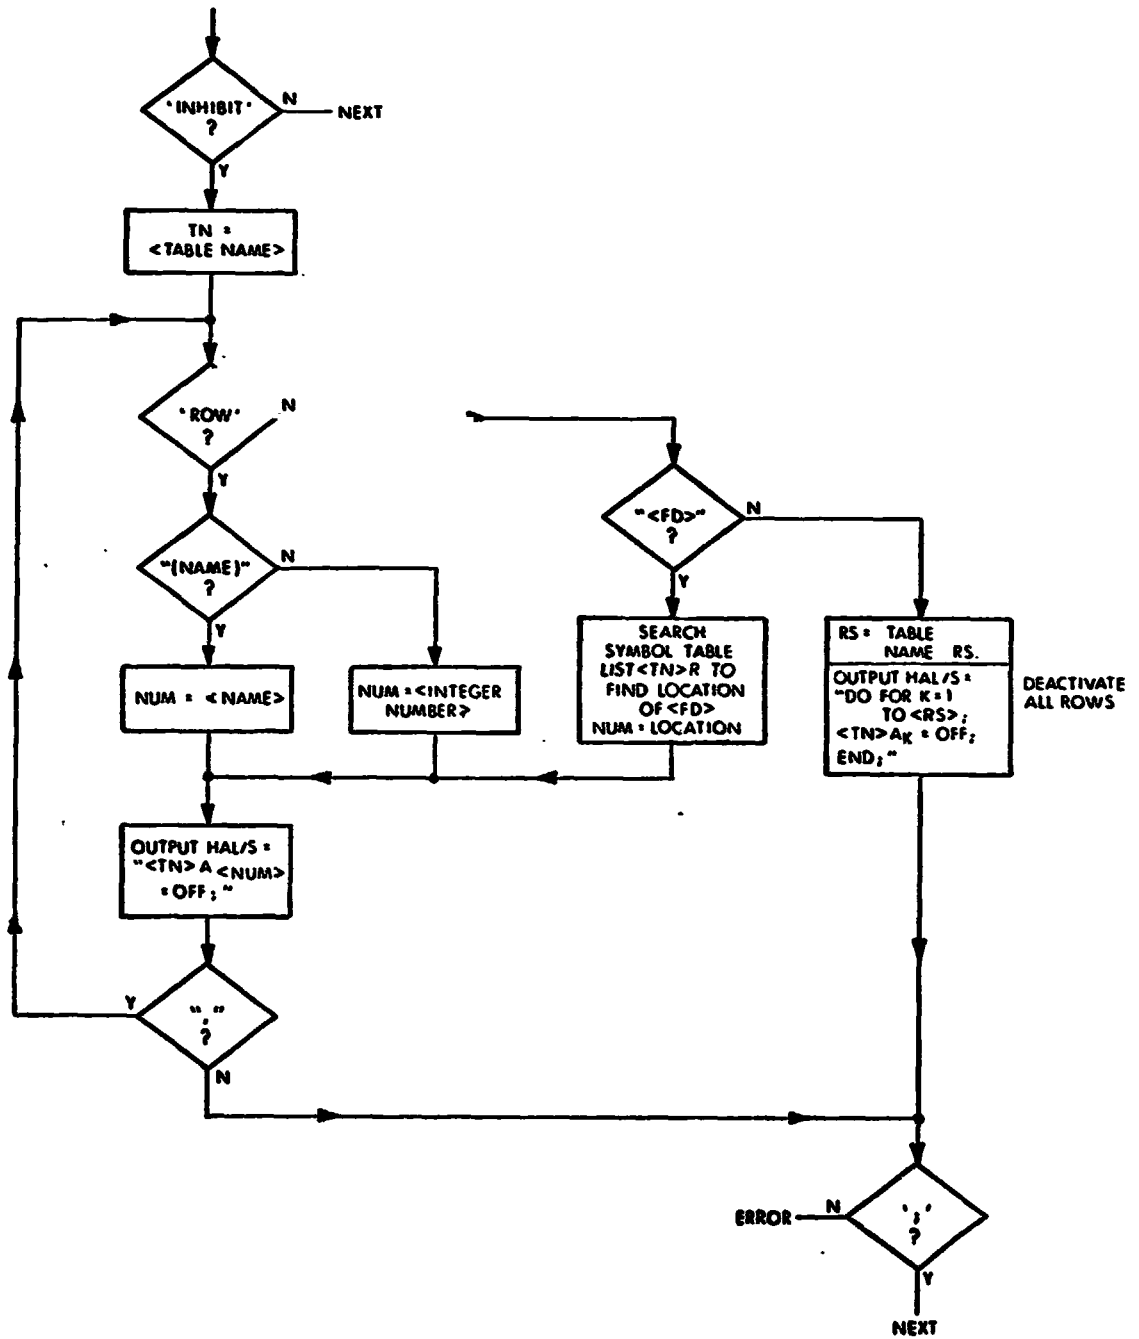 'INHIBIT'
?
N
NEXT
Y
TN =
<TABLE NAME>
'ROW'
?
N
Y
"(NAME)"
?
N
Y
NUM = <NAME>
NUM = <INTEGER
NUMBER>
"<FD>"
?
N
Y
SEARCH
SYMBOL TABLE
LIST<TN>R TO
FIND LOCATION
OF <FD>
NUM = LOCATION
RS = TABLE
NAME RS.
OUTPUT HAL/S =
"DO FOR K=1
TO <RS>;
<TN>AK = OFF;
END;"
DEACTIVATE
ALL ROWS
OUTPUT HAL/S =
"<TN> A <NUM>
= OFF; "
Y
","
?
N
ERROR
N
';'
?
Y
NEXT